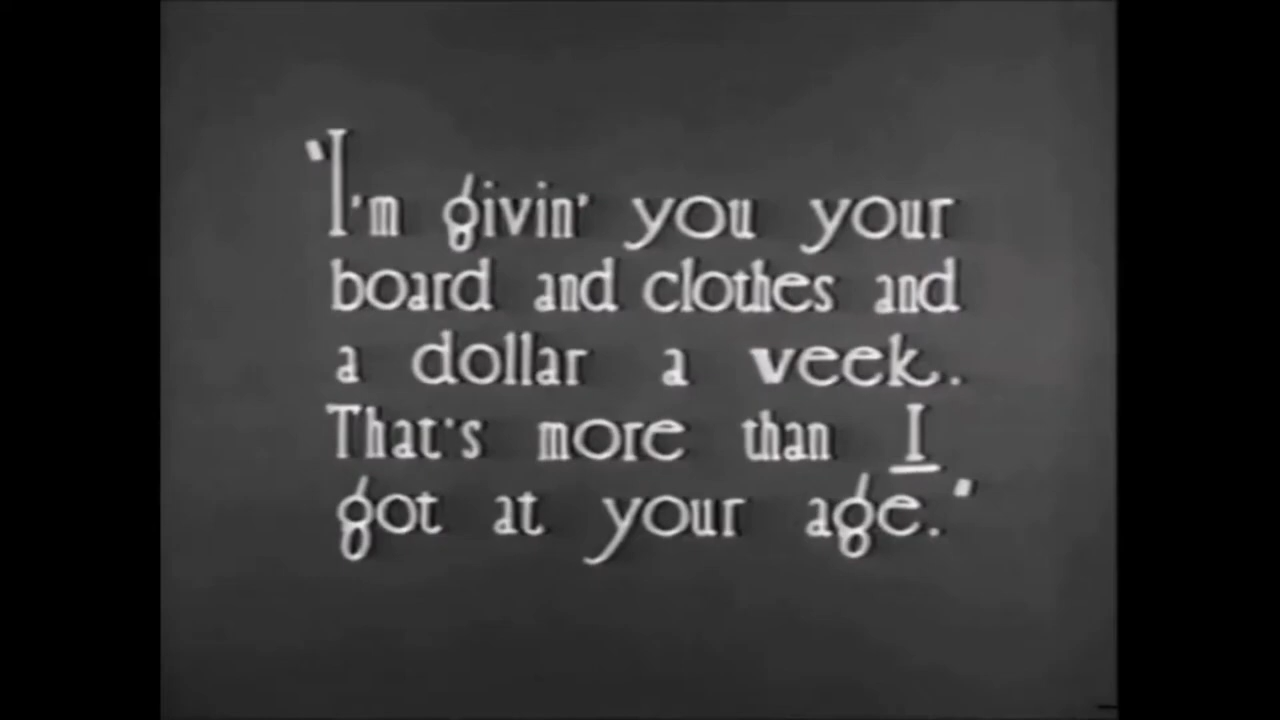 "I'm givin' you your
board and clothes and
a dollar a veek.
That's more than I
got at your age."